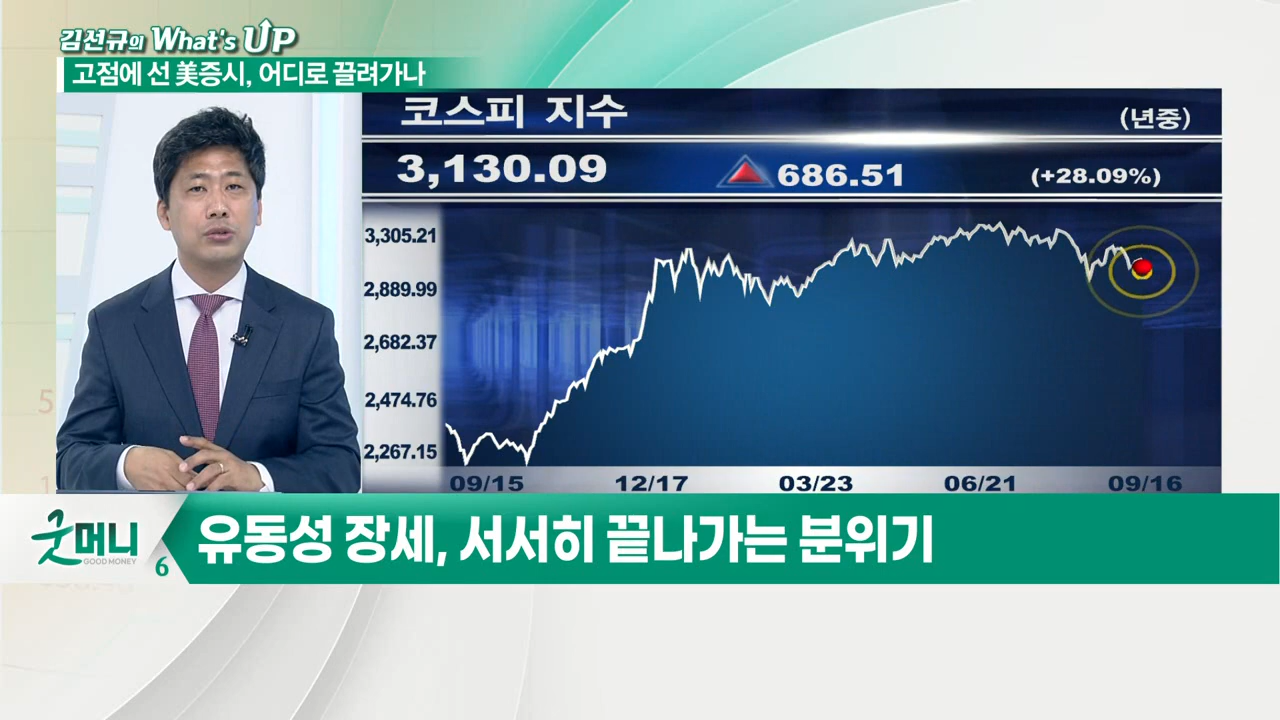 김선규의 What's UP
고점에 선 美증시, 어디로 끌려가나
코스피 지수
(년중)
3,130.09
686.51
(+28.09%)
3,305.21
2,889.99
2,682.37
2,474.76
2,267.15
09/15
12/17
03/23
06/21
09/16
굿머니
GOOD MONEY
6
유동성 장세, 서서히 끝나가는 분위기